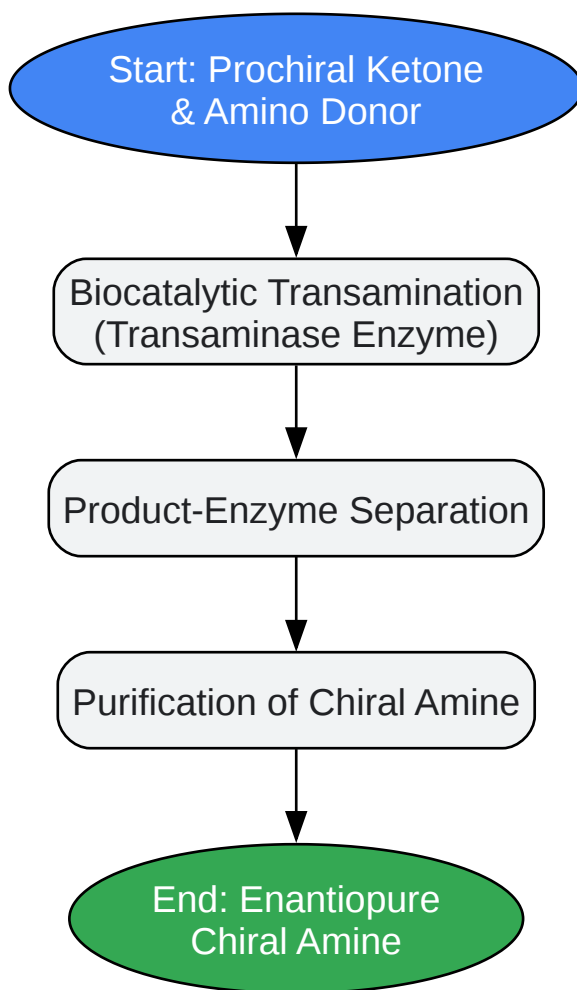 Start: Prochiral Ketone
& Amino Donor
Biocatalytic Transamination
(Transaminase Enzyme)
Product-Enzyme Separation
Purification of Chiral Amine
End: Enantiopure
Chiral Amine